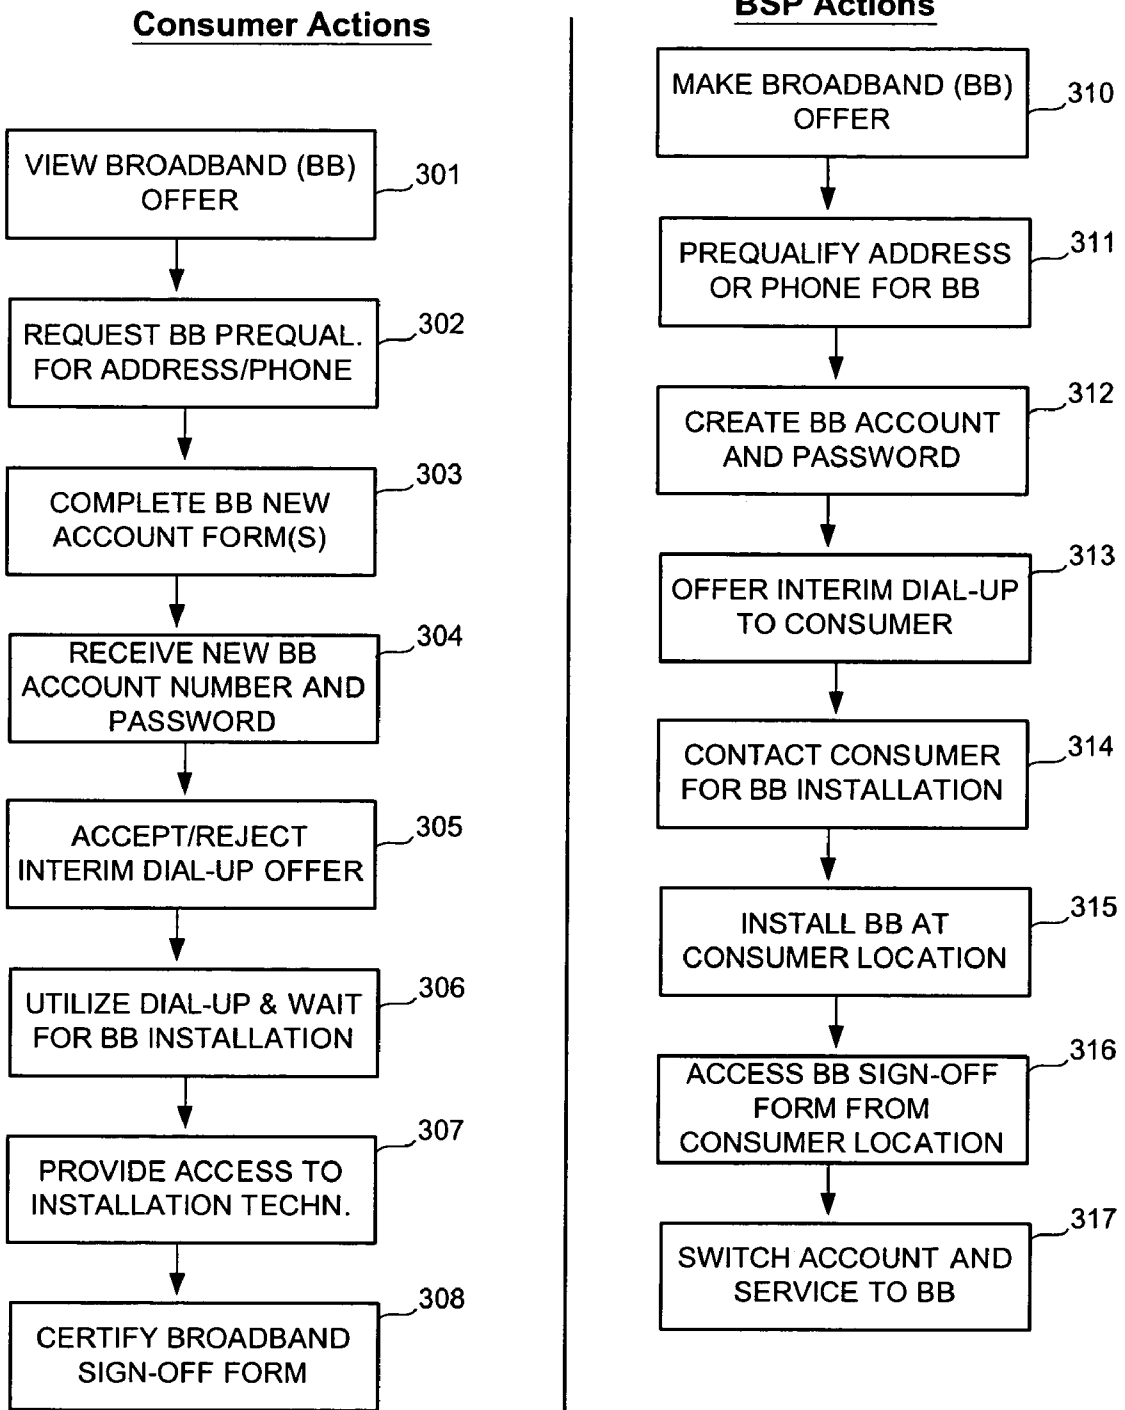 Consumer Actions
VIEW BROADBAND (BB)
OFFER
301
REQUEST BB PREQUAL.
FOR ADDRESS/PHONE
302
COMPLETE BB NEW
ACCOUNT FORM(S)
303
RECEIVE NEW BB
ACCOUNT NUMBER AND
PASSWORD
304
ACCEPT/REJECT
INTERIM DIAL-UP OFFER
305
UTILIZE DIAL-UP & WAIT
FOR BB INSTALLATION
306
PROVIDE ACCESS TO
INSTALLATION TECHN.
307
CERTIFY BROADBAND
SIGN-OFF FORM
308
BSP Actions
MAKE BROADBAND (BB)
OFFER
310
PREQUALIFY ADDRESS
OR PHONE FOR BB
311
CREATE BB ACCOUNT
AND PASSWORD
312
OFFER INTERIM DIAL-UP
TO CONSUMER
313
CONTACT CONSUMER
FOR BB INSTALLATION
314
INSTALL BB AT
CONSUMER LOCATION
315
ACCESS BB SIGN-OFF
FORM FROM
CONSUMER LOCATION
316
SWITCH ACCOUNT AND
SERVICE TO BB
317